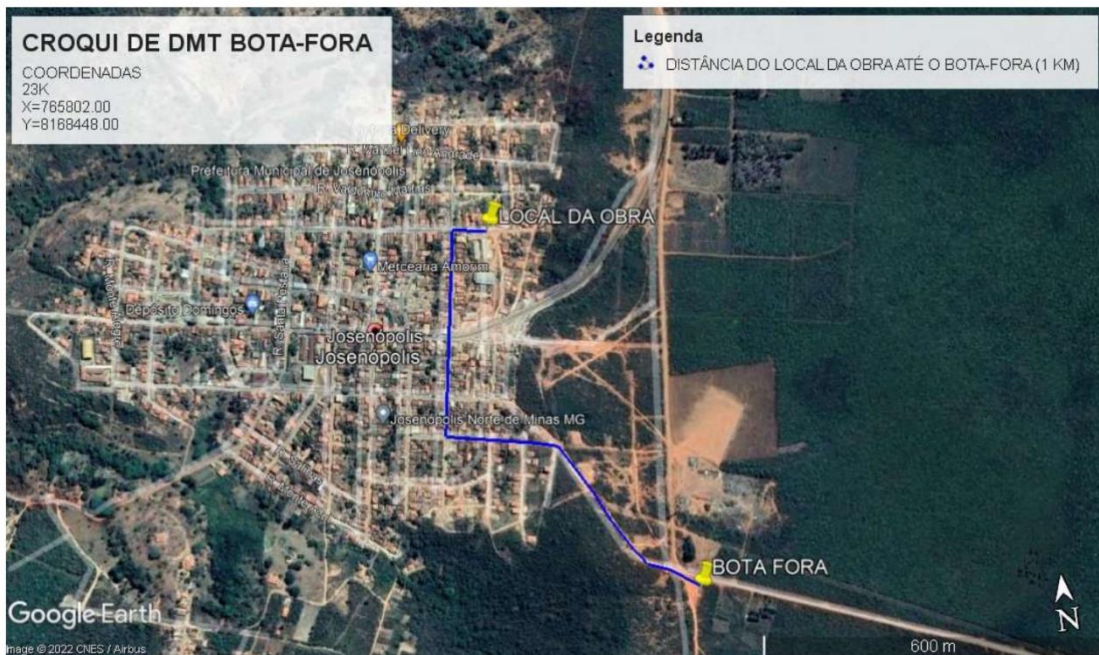 CROQUI DE DMT BOTA-FORA
COORDENADAS
23K
X=765802.00
Y=8168448.00
Legenda
DISTÂNCIA DO LOCAL DA OBRA ATÉ O BOTA-FORA (1 KM)
Delivery
Prefeitura Municipal de Josenópolis
LOCAL DA OBRA
Mercearia Amorim
Depósito Domingos
Josenópolis
Josenópolis
Josenópolis Norte de Minas MG
BOTA FORA
N
Google Earth
Image © 2022 CNES / Airbus
600 m